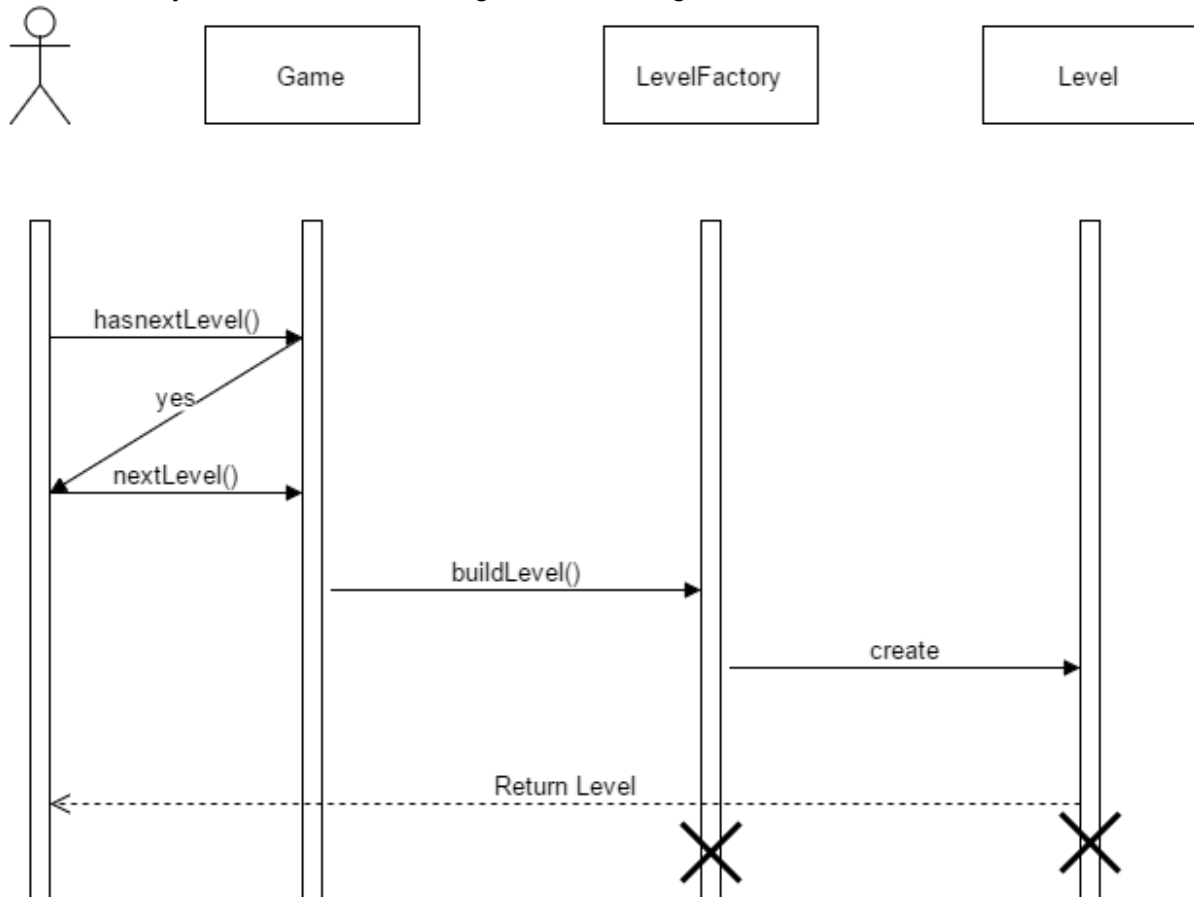 Game
LevelFactory
Level
hasnextLevel()
yes
nextLevel()
buildLevel()
create
Return Level